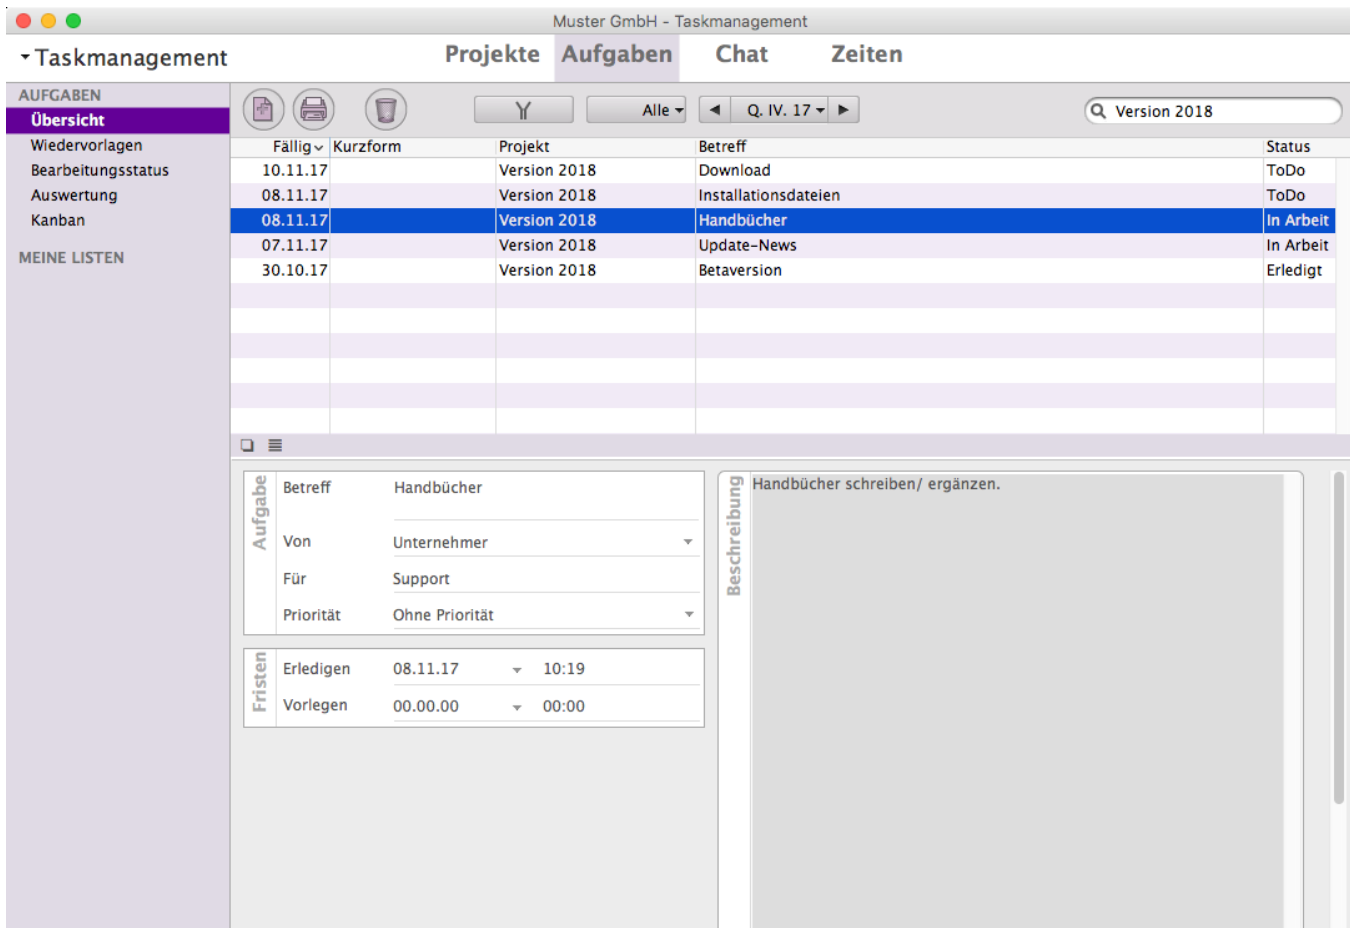 Muster GmbH - Taskmanagement
Taskmanagement
Projekte Aufgaben Chat Zeiten
AUFGABEN
Übersicht
Wiedervorlagen
Bearbeitungsstatus
Auswertung
Kanban
MEINE LISTEN
Alle Q. IV. 17 Version 2018
Fällig Kurzform Projekt Betreff Status
10.11.17 Version 2018 Download ToDo
08.11.17 Version 2018 Installationsdateien ToDo
08.11.17 Version 2018 Handbücher In Arbeit
07.11.17 Version 2018 Update-News In Arbeit
30.10.17 Version 2018 Betaversion Erledigt
Aufgabe
Betreff Handbücher
Von Unternehmer
Für Support
Priorität Ohne Priorität
Fristen
Erledigen 08.11.17 10:19
Vorlegen 00.00.00 00:00
Beschreibung
Handbücher schreiben/ ergänzen.